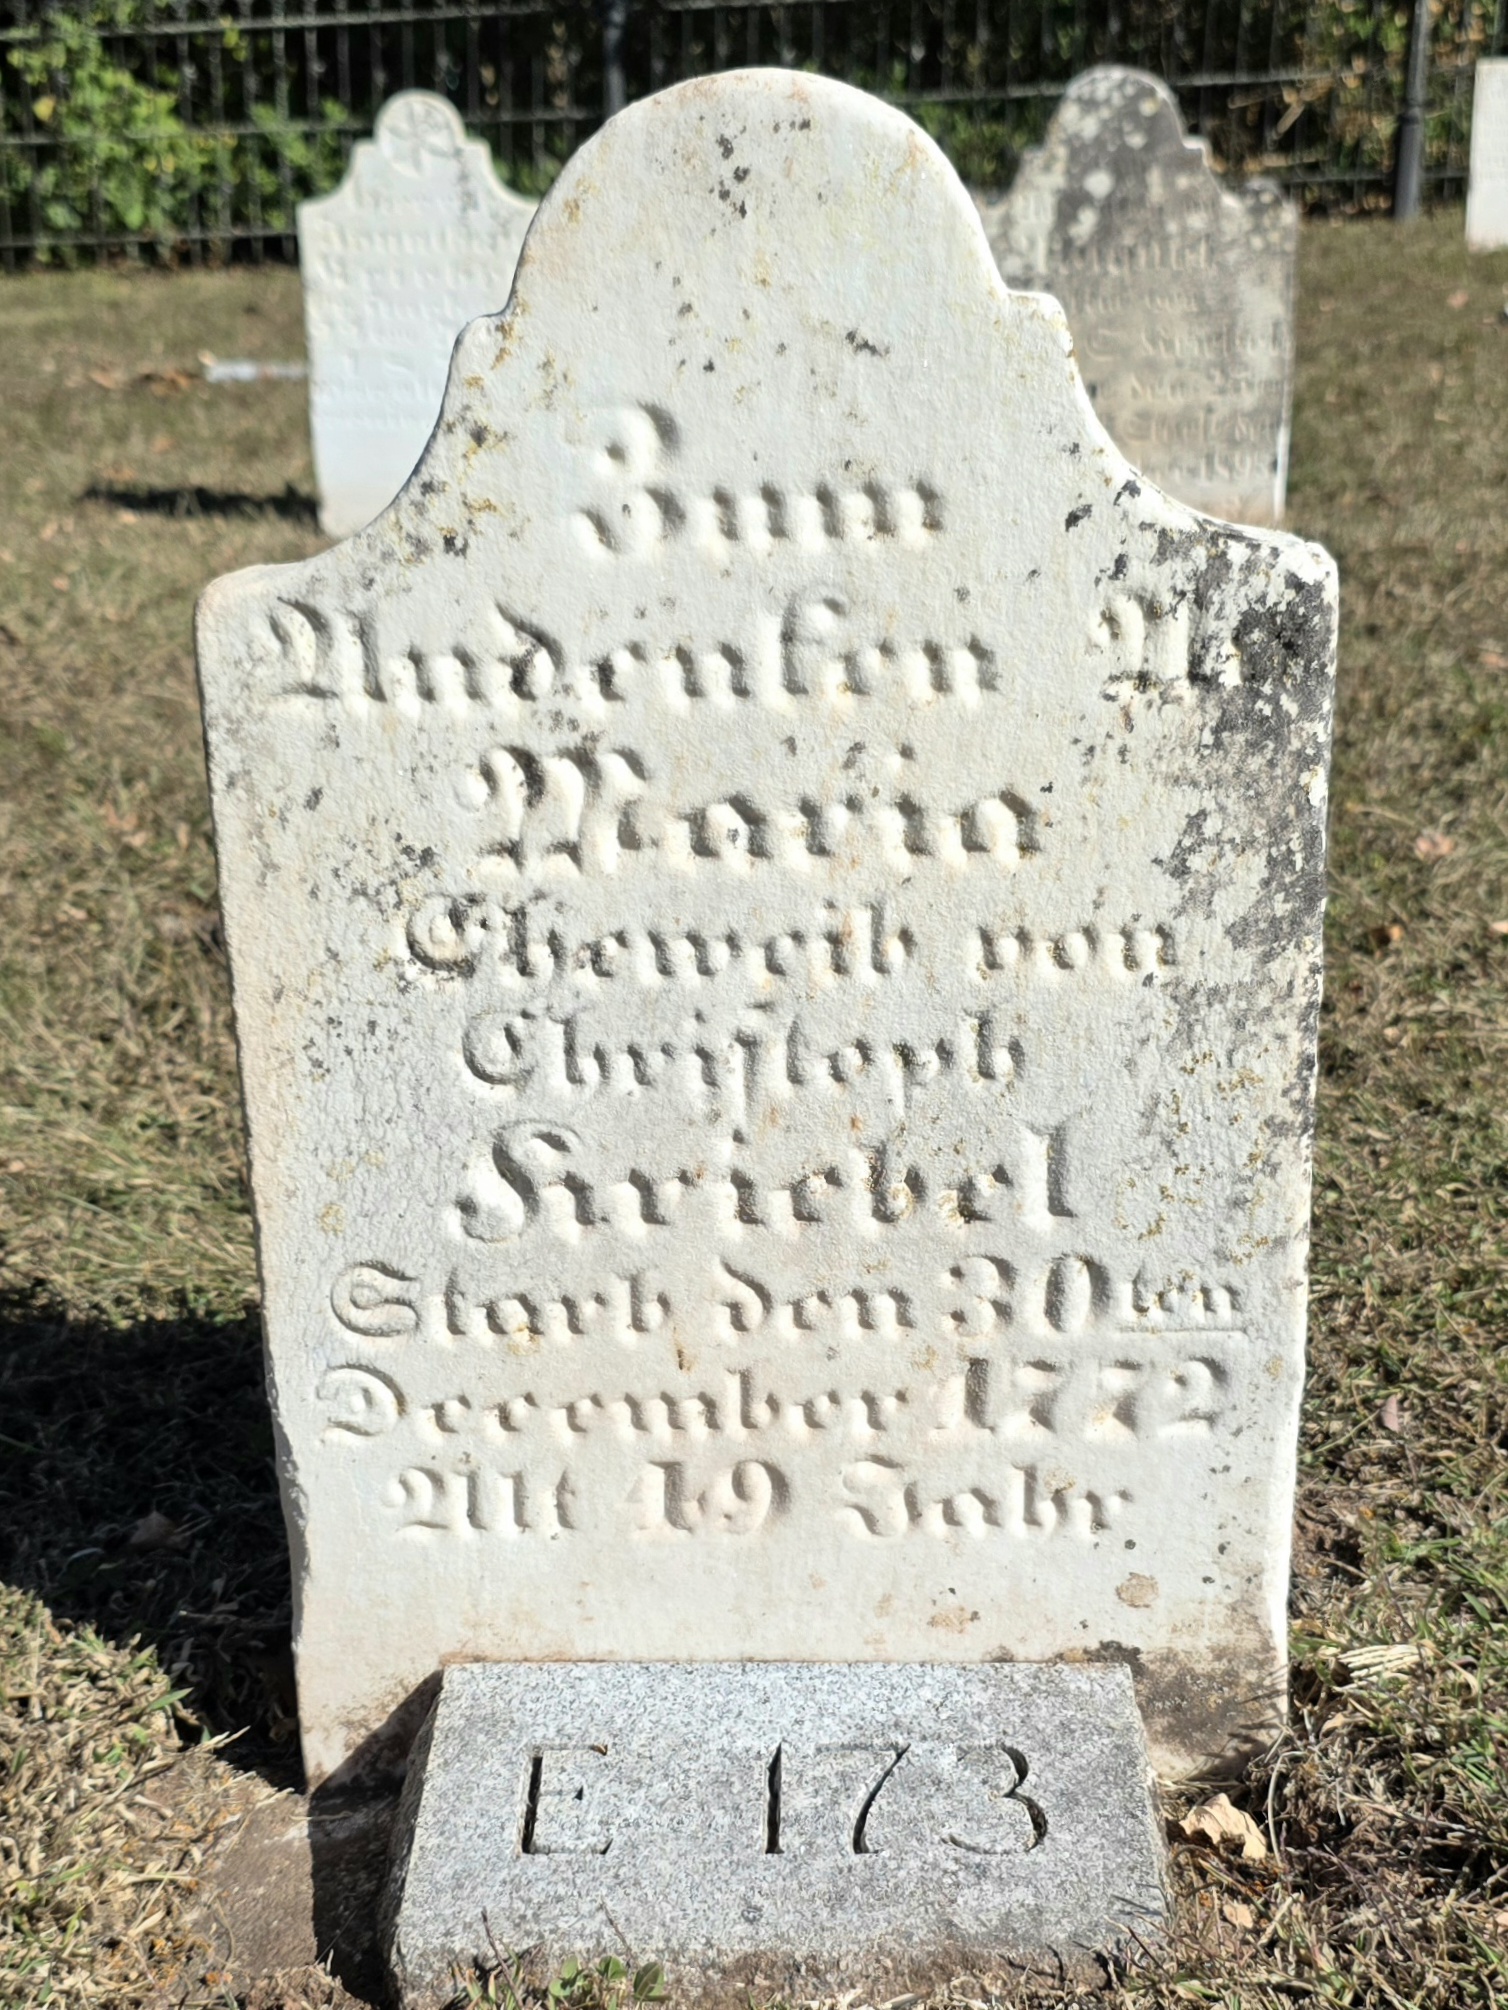 Zum
Andenken An
Maria
Eheweib von
Christoph
Kriebel
Starb den 30ten
December 1772
Alt 49 Jahr
E 173